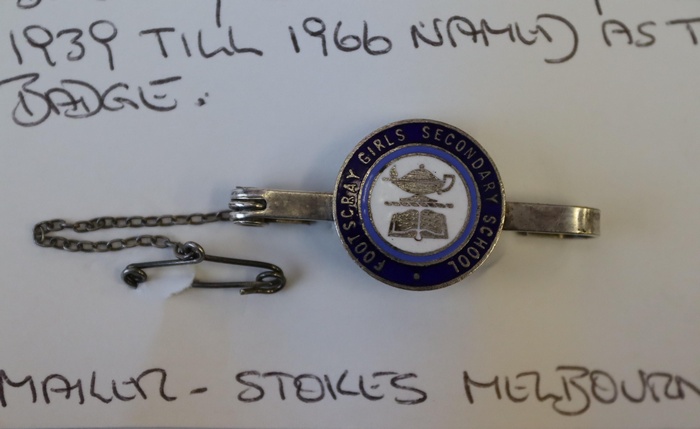 1939 TILL 1966 NAMED AS T
BADGE.
FOOTSCRAY GIRLS SECONDARY SCHOOL
MAKER - STOKES MELBOURN